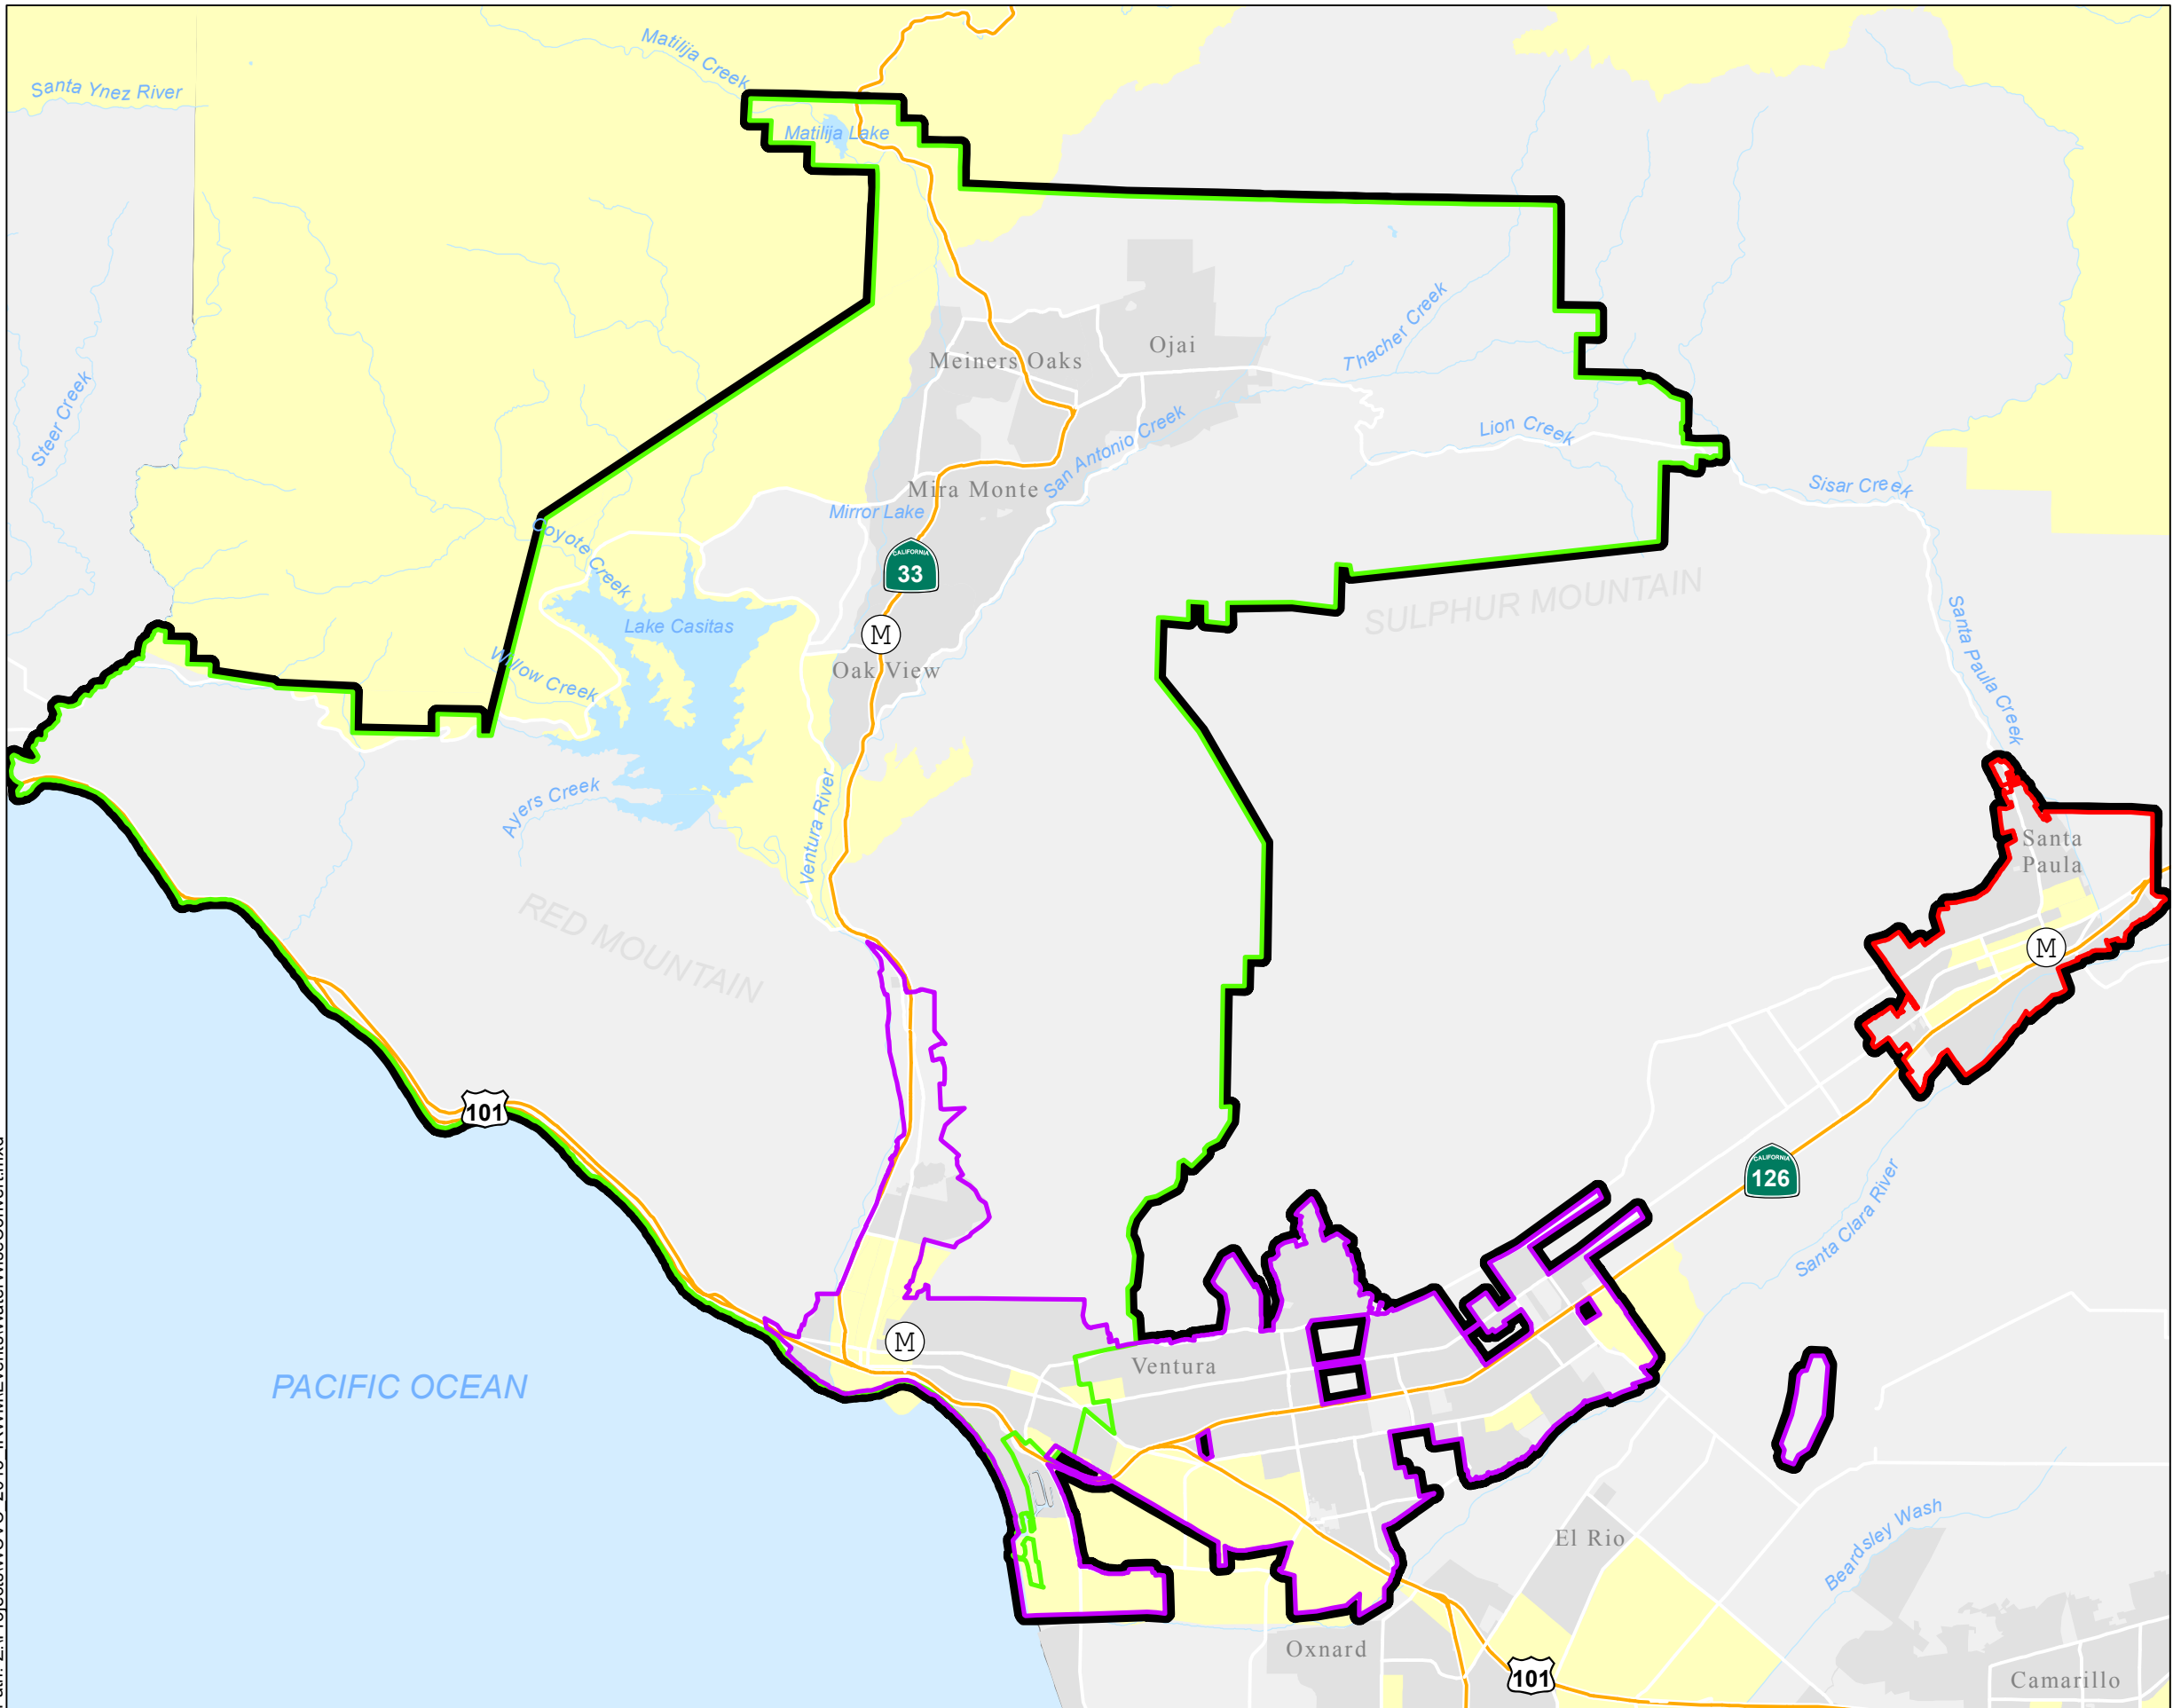 Matilija Creek
Santa Ynez River
Matilija Lake
Ojai
Meiners Oaks
Thacher Creek
Steer Creek
San Antonio Creek
Lion Creek
Mira Monte
Mirror Lake
Sisar Creek
Coyote Creek
CALIFORNIA
33
SULPHUR MOUNTAIN
Lake Casitas
M
Oak View
Willow Creek
Santa Paula Creek
Ayers Creek
Ventura River
Santa
Paula
RED MOUNTAIN
M
101
CALIFORNIA
126
Santa Clara River
M
Ventura
PACIFIC OCEAN
El Rio
Beardsley Wash
Oxnard
101
Camarillo